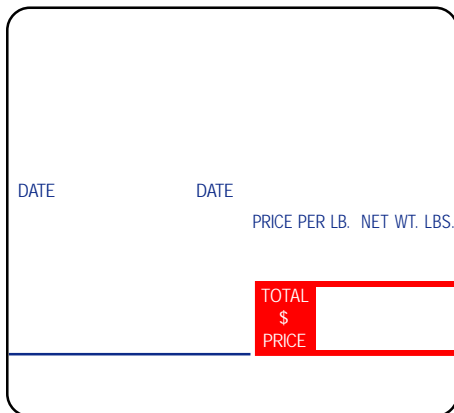 DATE DATE
PRICE PER LB. NET WT. LBS.
TOTAL
$
PRICE